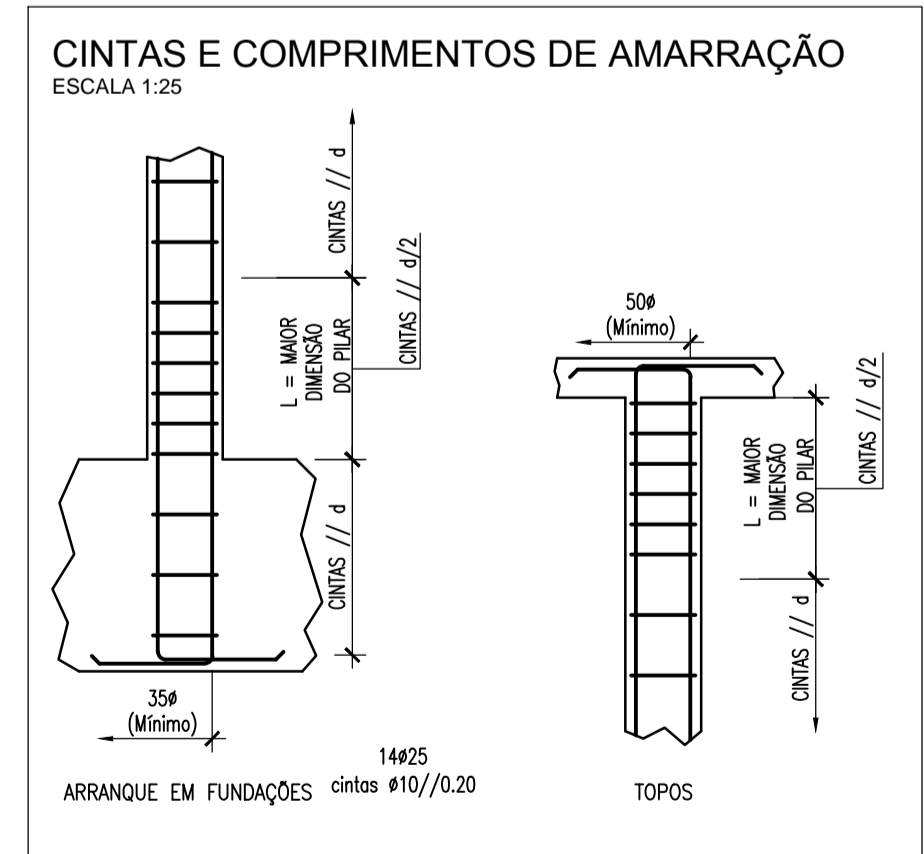 CINTAS E COMPRIMENTOS DE AMARRAÇÃO
ESCALA 1:25
CINTAS // d
L = MAIOR
DIMENSÃO
DO PILAR
CINTAS // d/2
CINTAS // d
35ø
(Mínimo)
ARRANQUE EM FUNDAÇÕES
14ø25
cintas ø10//0.20
50ø
(Mínimo)
L = MAIOR
DIMENSÃO
DO PILAR
CINTAS // d/2
CINTAS // d
TOPOS